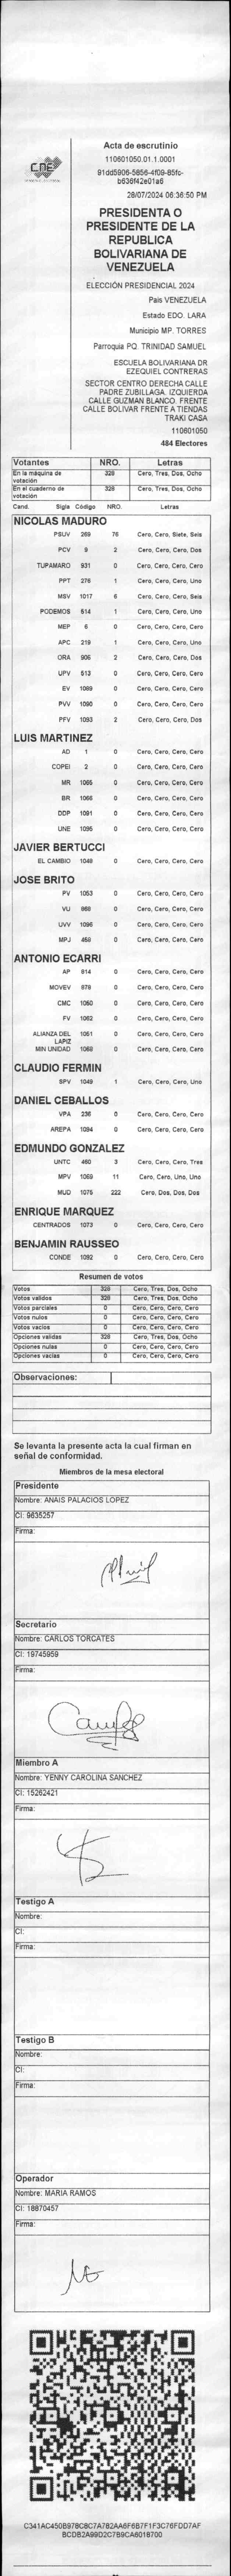 CNE
Acta de escrutinio
110601050.01.1.0001
91dd5906-5856-4f09-85fc-
b636f42e01a6
28/07/2024 06:36:50 PM
PRESIDENTA O
PRESIDENTE DE LA
REPUBLICA
BOLIVARIANA DE
VENEZUELA
ELECCIÓN PRESIDENCIAL 2024
Pais VENEZUELA
Estado EDO. LARA
Municipio MP. TORRES
Parroquia PQ. TRINIDAD SAMUEL
ESCUELA BOLIVARIANA DR
EZEQUIEL CONTRERAS
SECTOR CENTRO DERECHA CALLE
PADRE ZUBILLAGA. IZQUIERDA
CALLE GUZMAN BLANCO. FRENTE
CALLE BOLIVAR FRENTE A TIENDAS
TRAKI CASA
110601050
484 Electores
Votantes NRO. Letras
En la máquina de votación 328 Cero, Tres, Dos, Ocho
En el cuaderno de votación 328 Cero, Tres, Dos, Ocho
Cand. Sigla Código NRO. Letras
NICOLAS MADURO
PSUV 269 76 Cero, Cero, Siete, Seis
PCV 9 2 Cero, Cero, Cero, Dos
TUPAMARO 931 0 Cero, Cero, Cero, Cero
PPT 276 1 Cero, Cero, Cero, Uno
MSV 1017 6 Cero, Cero, Cero, Seis
PODEMOS 514 1 Cero, Cero, Cero, Uno
MEP 6 0 Cero, Cero, Cero, Cero
APC 219 1 Cero, Cero, Cero, Uno
ORA 906 2 Cero, Cero, Cero, Dos
UPV 513 0 Cero, Cero, Cero, Cero
EV 1089 0 Cero, Cero, Cero, Cero
PVV 1090 0 Cero, Cero, Cero, Cero
PFV 1093 2 Cero, Cero, Cero, Dos
LUIS MARTINEZ
AD 1 0 Cero, Cero, Cero, Cero
COPEI 2 0 Cero, Cero, Cero, Cero
MR 1065 0 Cero, Cero, Cero, Cero
BR 1066 0 Cero, Cero, Cero, Cero
DDP 1091 0 Cero, Cero, Cero, Cero
UNE 1095 0 Cero, Cero, Cero, Cero
JAVIER BERTUCCI
EL CAMBIO 1048 0 Cero, Cero, Cero, Cero
JOSE BRITO
PV 1053 0 Cero, Cero, Cero, Cero
VU 868 0 Cero, Cero, Cero, Cero
UVV 1096 0 Cero, Cero, Cero, Cero
MPJ 458 0 Cero, Cero, Cero, Cero
ANTONIO ECARRI
AP 814 0 Cero, Cero, Cero, Cero
MOVEV 878 0 Cero, Cero, Cero, Cero
CMC 1050 0 Cero, Cero, Cero, Cero
FV 1062 0 Cero, Cero, Cero, Cero
ALIANZA DEL LAPIZ 1051 0 Cero, Cero, Cero, Cero
MIN UNIDAD 1068 0 Cero, Cero, Cero, Cero
CLAUDIO FERMIN
SPV 1049 1 Cero, Cero, Cero, Uno
DANIEL CEBALLOS
VPA 236 0 Cero, Cero, Cero, Cero
AREPA 1094 0 Cero, Cero, Cero, Cero
EDMUNDO GONZALEZ
UNTC 460 3 Cero, Cero, Cero, Tres
MPV 1069 11 Cero, Cero, Uno, Uno
MUD 1075 222 Cero, Dos, Dos, Dos
ENRIQUE MARQUEZ
CENTRADOS 1073 0 Cero, Cero, Cero, Cero
BENJAMIN RAUSSEO
CONDE 1092 0 Cero, Cero, Cero, Cero
Resumen de votos
Votos 328 Cero, Tres, Dos, Ocho
Votos validos 328 Cero, Tres, Dos, Ocho
Votos parciales 0 Cero, Cero, Cero, Cero
Votos nulos 0 Cero, Cero, Cero, Cero
Votos vacios 0 Cero, Cero, Cero, Cero
Opciones validas 328 Cero, Tres, Dos, Ocho
Opciones nulas 0 Cero, Cero, Cero, Cero
Opciones vacias 0 Cero, Cero, Cero, Cero
Observaciones:
Se levanta la presente acta la cual firman en
señal de conformidad.
Miembros de la mesa electoral
Presidente
Nombre: ANAIS PALACIOS LOPEZ
CI: 9635257
Firma:
Secretario
Nombre: CARLOS TORCATES
CI: 19745959
Firma:
Miembro A
Nombre: YENNY CAROLINA SANCHEZ
CI: 15262421
Firma:
Testigo A
Nombre:
CI:
Firma:
Testigo B
Nombre:
CI:
Firma:
Operador
Nombre: MARIA RAMOS
CI: 18870457
Firma:
C341AC450B978C8C7A782AA6F6B7F1F3C76FDD7AF
BCDB2A99D2C7B9CA6018700